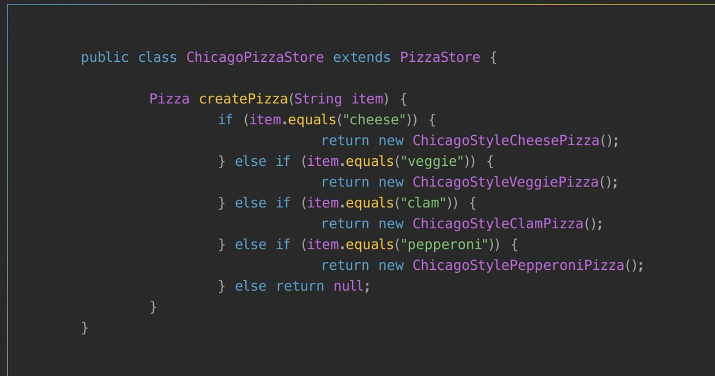 public class ChicagoPizzaStore extends PizzaStore {
Pizza createPizza(String item) {
if (item.equals("cheese")) {
return new ChicagoStyleCheesePizza();
} else if (item.equals("veggie")) {
return new ChicagoStyleVeggiePizza();
} else if (item.equals("clam")) {
return new ChicagoStyleClamPizza();
} else if (item.equals("pepperoni")) {
return new ChicagoStylePepperoniPizza();
} else return null;
}
}